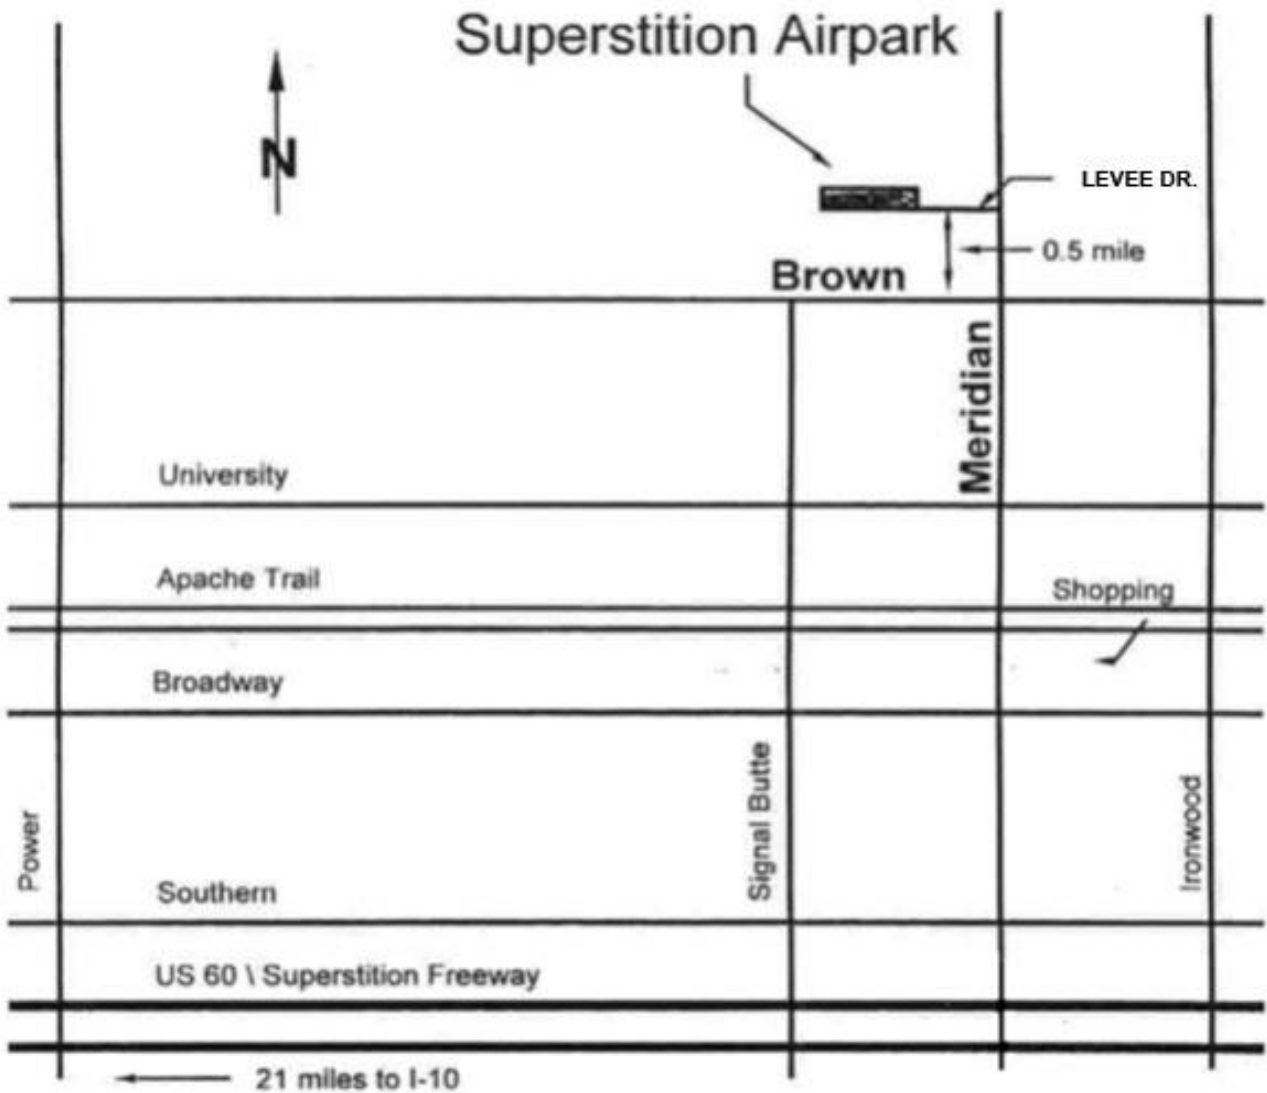 Superstition Airpark
N
LEVEE DR.
0.5 mile
Brown
Meridian
University
Apache Trail
Shopping
Broadway
Signal Butte
Power
Ironwood
Southern
US 60 \ Superstition Freeway
21 miles to I-10